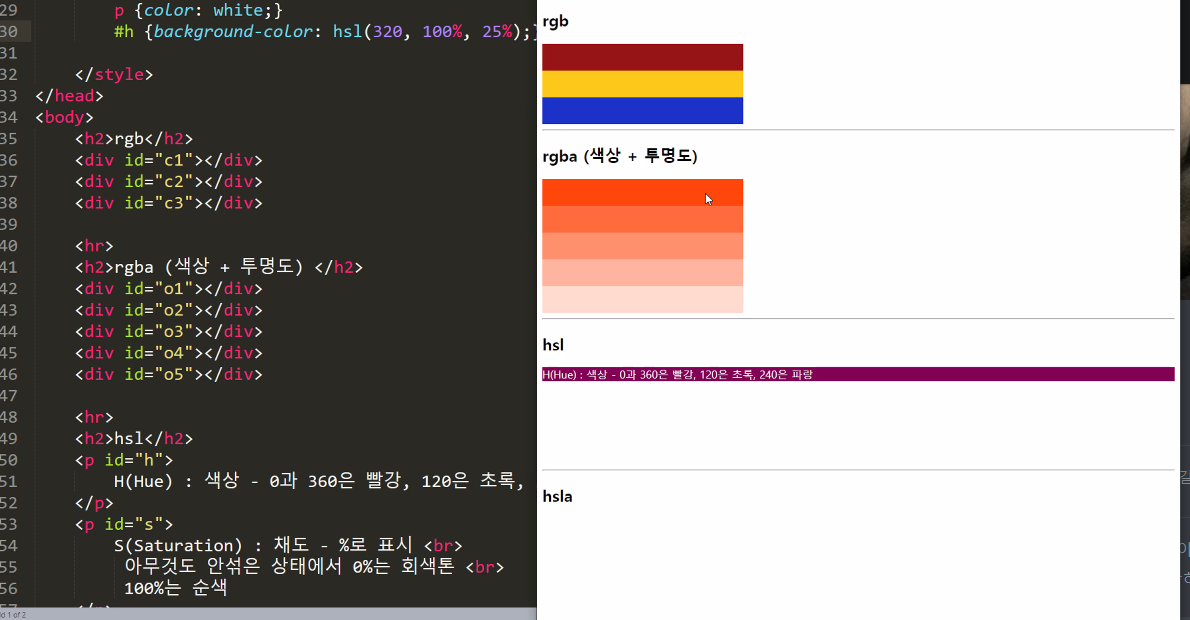 29 p {color: white;}
30 #h {background-color: hsl(320, 100%, 25%);}
31
32 </style>
33 </head>
34 <body>
35 <h2>rgb</h2>
36 <div id="c1"></div>
37 <div id="c2"></div>
38 <div id="c3"></div>
39
40 <hr>
41 <h2>rgba (색상 + 투명도) </h2>
42 <div id="o1"></div>
43 <div id="o2"></div>
44 <div id="o3"></div>
45 <div id="o4"></div>
46 <div id="o5"></div>
47
48 <hr>
49 <h2>hsl</h2>
50 <p id="h">
51 H(Hue) : 색상 - 0과 360은 빨강, 120은 초록,
52 </p>
53 <p id="s">
54 S(Saturation) : 채도 - %로 표시 <br>
55 아무것도 안섞은 상태에서 0%는 회색톤 <br>
56 100%는 순색
rgb
rgba (색상 + 투명도)
hsl
H(Hue) : 색상 - 0과 360은 빨강, 120은 초록, 240은 파랑
hsla